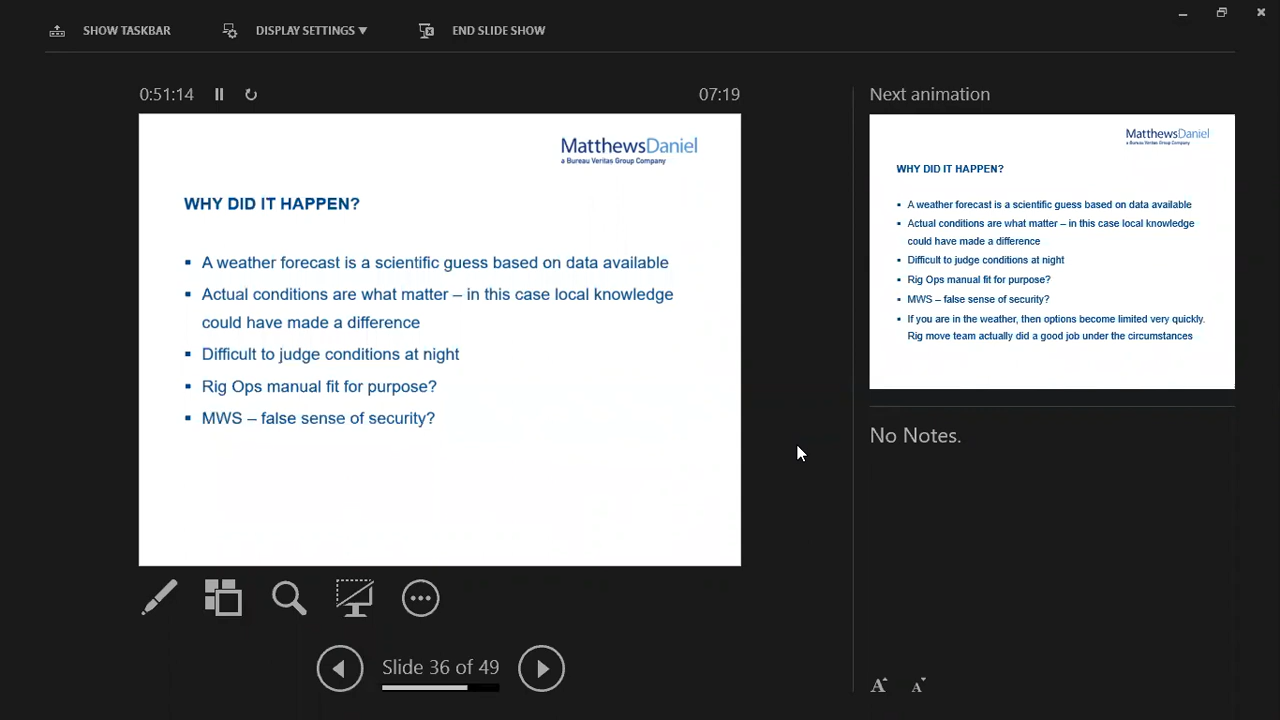 SHOW TASKBAR
DISPLAY SETTINGS ▼
END SLIDE SHOW
0:51:14
07:19
MatthewsDaniel
a Bureau Veritas Group Company
WHY DID IT HAPPEN?
▪ A weather forecast is a scientific guess based on data available
▪ Actual conditions are what matter – in this case local knowledge
could have made a difference
▪ Difficult to judge conditions at night
▪ Rig Ops manual fit for purpose?
▪ MWS – false sense of security?
Slide 36 of 49
Next animation
MatthewsDaniel
a Bureau Veritas Group Company
WHY DID IT HAPPEN?
▪ A weather forecast is a scientific guess based on data available
▪ Actual conditions are what matter – in this case local knowledge
could have made a difference
▪ Difficult to judge conditions at night
▪ Rig Ops manual fit for purpose?
▪ MWS – false sense of security?
▪ If you are in the weather, then options become limited very quickly.
Rig move team actually did a good job under the circumstances
No Notes.
A A